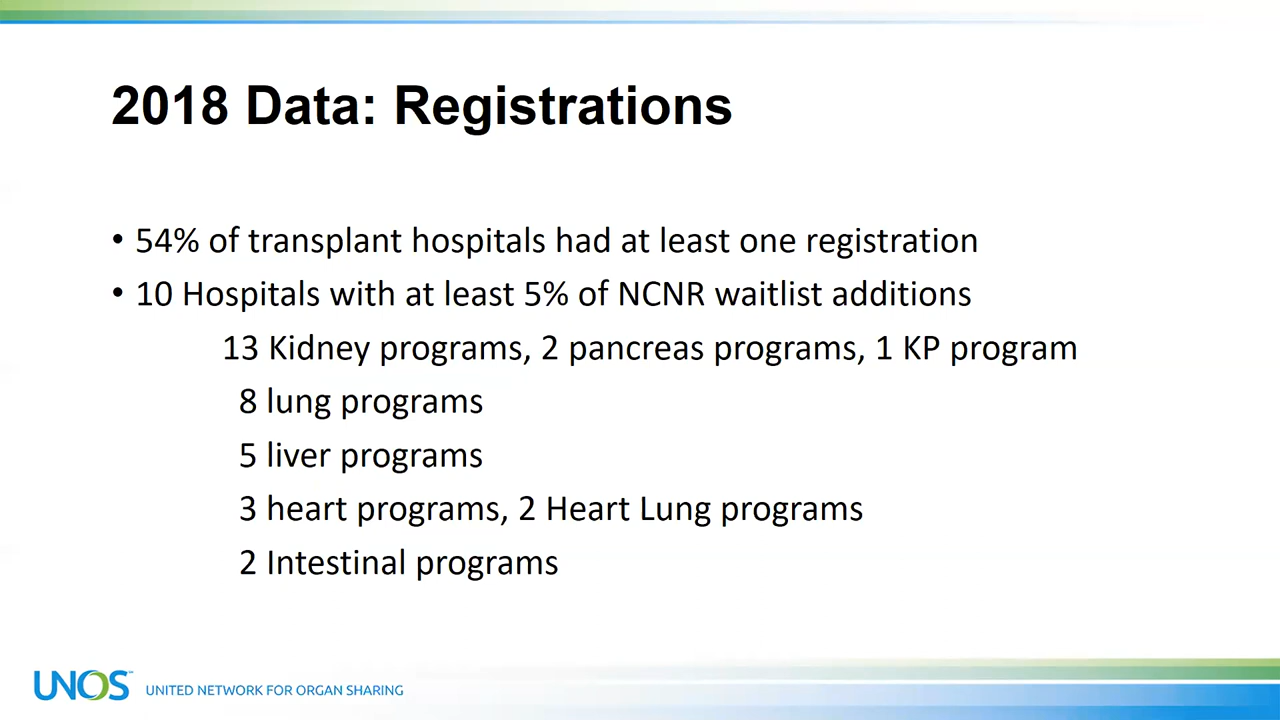 2018 Data: Registrations
• 54% of transplant hospitals had at least one registration
• 10 Hospitals with at least 5% of NCNR waitlist additions
13 Kidney programs, 2 pancreas programs, 1 KP program
8 lung programs
5 liver programs
3 heart programs, 2 Heart Lung programs
2 Intestinal programs
UNOS™ UNITED NETWORK FOR ORGAN SHARING